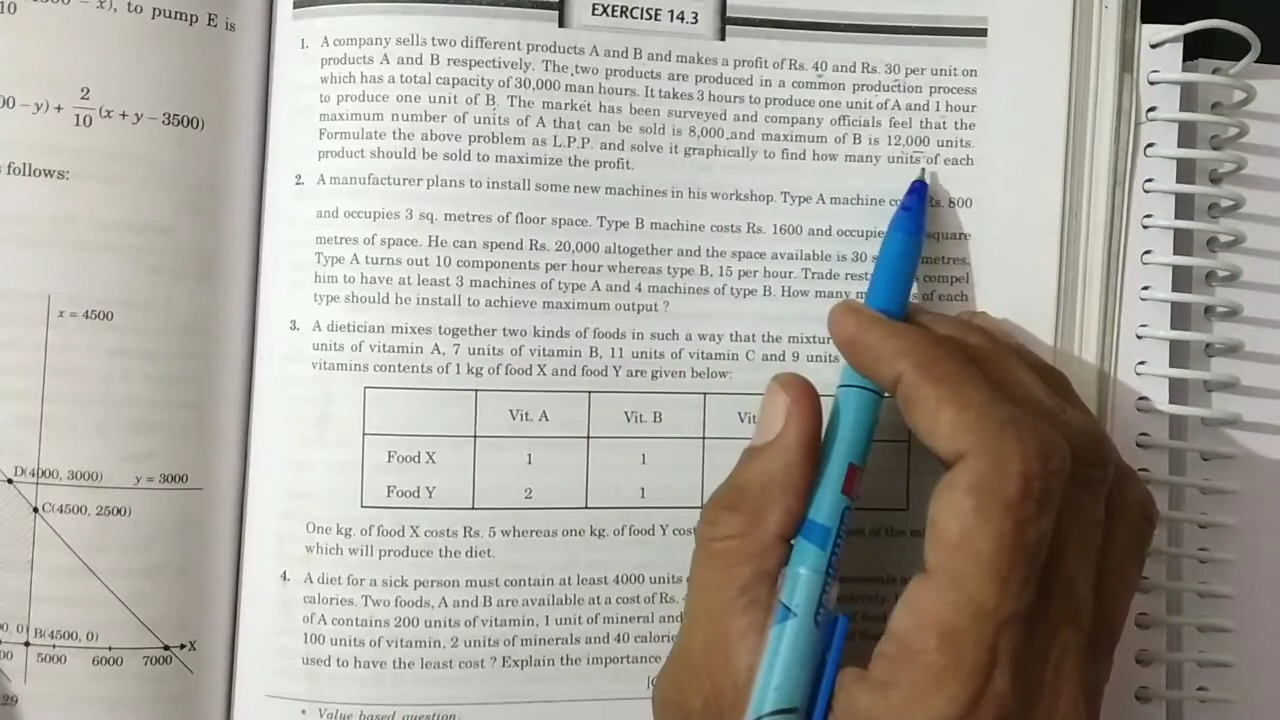 10
– x), to pump E is
00 – y) + 2/10 (x + y – 3500)
follows:
x = 4500
D(4000, 3000) y = 3000
C(4500, 2500)
B(4500, 0)
X
5000 6000 7000
29
EXERCISE 14.3
1. A company sells two different products A and B and makes a profit of Rs. 40 and Rs. 30 per unit on
products A and B respectively. The two products are produced in a common production process
which has a total capacity of 30,000 man hours. It takes 3 hours to produce one unit of A and 1 hour
to produce one unit of B. The market has been surveyed and company officials feel that the
maximum number of units of A that can be sold is 8,000 and maximum of B is 12,000 units.
Formulate the above problem as L.P.P. and solve it graphically to find how many units of each
product should be sold to maximize the profit.
2. A manufacturer plans to install some new machines in his workshop. Type A machine Rs. 800
and occupies 3 sq. metres of floor space. Type B machine costs Rs. 1600 and square
metres of space. He can spend Rs. 20,000 altogether and the space available is 30 metres.
Type A turns out 10 components per hour whereas type B, 15 per hour. Trade compel
him to have at least 3 machines of type A and 4 machines of type B. How many of each
type should he install to achieve maximum output ?
3. A dietician mixes together two kinds of foods in such a way that the
units of vitamin A, 7 units of vitamin B, 11 units of vitamin C and 9 units
vitamins contents of 1 kg of food X and food Y are given below:
Vit. A Vit. B Vit
Food X 1 1
Food Y 2 1
One kg. of food X costs Rs. 5 whereas one kg. of food Y of the
which will produce the diet.
4. A diet for a sick person must contain at least 4000 units
calories. Two foods, A and B are available at a cost of Rs.
of A contains 200 units of vitamin, 1 unit of mineral and
100 units of vitamin, 2 units of minerals and 40
used to have the least cost ? Explain the importance
* Value based question.